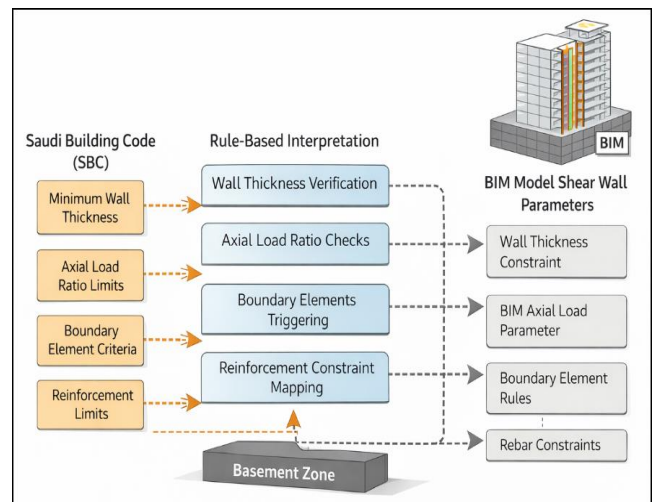 BIM
Saudi Building Code
(SBC)
Rule-Based Interpretation
BIM Model Shear Wall
Parameters
Minimum Wall
Thickness
Axial Load
Ratio Limits
Boundary
Element Criteria
Reinforcement
Limits
Wall Thickness Verification
Axial Load Ratio Checks
Boundary Elements
Triggering
Reinforcement Constraint
Mapping
Basement Zone
Wall Thickness
Constraint
BIM Axial Load
Parameter
Boundary Element
Rules
Rebar Constraints